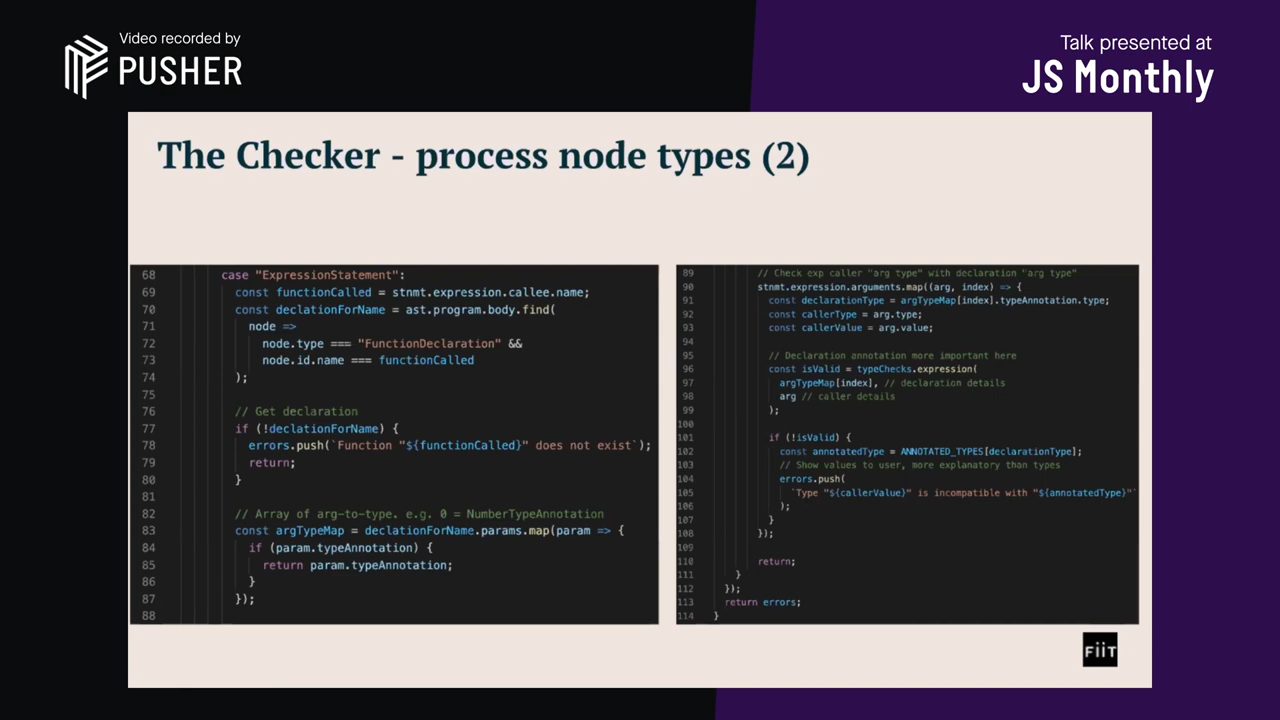 Video recorded by
PUSHER
Talk presented at
JS Monthly
The Checker - process node types (2)
68 case "ExpressionStatement":
69 const functionCalled = stnmt.expression.callee.name;
70 const declationForName = ast.program.body.find(
71 node =>
72 node.type === "FunctionDeclaration" &&
73 node.id.name === functionCalled
74 );
75
76 // Get declaration
77 if (!declationForName) {
78 errors.push(`Function "${functionCalled}" does not exist`);
79 return;
80 }
81
82 // Array of arg-to-type. e.g. 0 = NumberTypeAnnotation
83 const argTypeMap = declationForName.params.map(param => {
84 if (param.typeAnnotation) {
85 return param.typeAnnotation;
86 }
87 });
88
89 // Check exp caller "arg type" with declaration "arg type"
90 stnmt.expression.arguments.map((arg, index) => {
91 const declarationType = argTypeMap[index].typeAnnotation.type;
92 const callerType = arg.type;
93 const callerValue = arg.value;
94
95 // Declaration annotation more important here
96 const isValid = typeChecks.expression(
97 argTypeMap[index], // declaration details
98 arg // caller details
99 );
100
101 if (!isValid) {
102 const annotatedType = ANNOTATED_TYPES[declarationType];
103 // Show values to user, more explanatory than types
104 errors.push(
105 `Type "${callerValue}" is incompatible with "${annotatedType}"`
106 );
107 }
108 });
109
110 return;
111 }
112 });
113 return errors;
114 }
FiiT